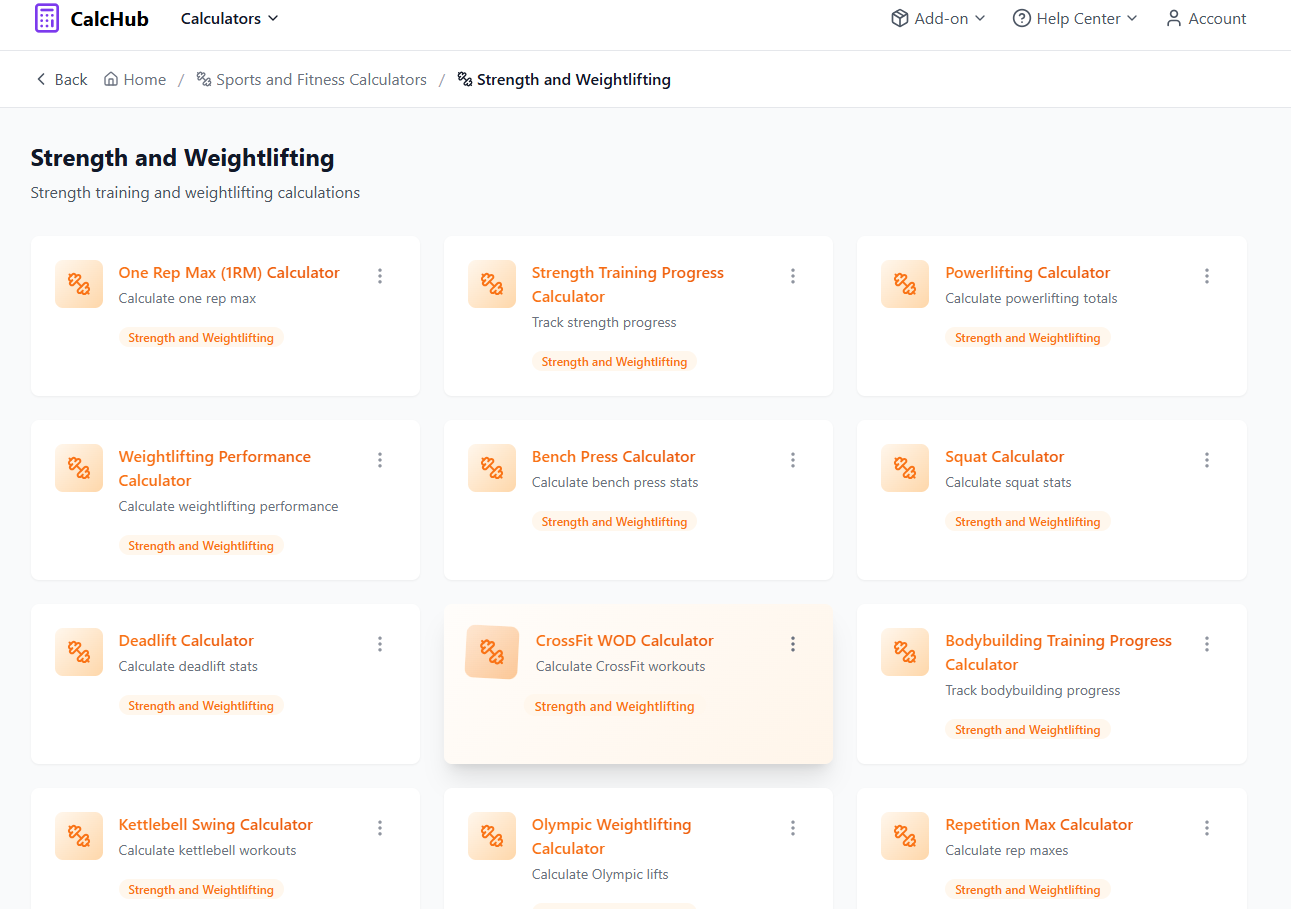 CalcHub Calculators Add-on Help Center Account
Back Home / Sports and Fitness Calculators / Strength and Weightlifting
Strength and Weightlifting
Strength training and weightlifting calculations
One Rep Max (1RM) Calculator
Calculate one rep max
Strength and Weightlifting
Strength Training Progress
Calculator
Track strength progress
Strength and Weightlifting
Powerlifting Calculator
Calculate powerlifting totals
Strength and Weightlifting
Weightlifting Performance
Calculator
Calculate weightlifting performance
Strength and Weightlifting
Bench Press Calculator
Calculate bench press stats
Strength and Weightlifting
Squat Calculator
Calculate squat stats
Strength and Weightlifting
Deadlift Calculator
Calculate deadlift stats
Strength and Weightlifting
CrossFit WOD Calculator
Calculate CrossFit workouts
Strength and Weightlifting
Bodybuilding Training Progress
Calculator
Track bodybuilding progress
Strength and Weightlifting
Kettlebell Swing Calculator
Calculate kettlebell workouts
Strength and Weightlifting
Olympic Weightlifting
Calculator
Calculate Olympic lifts
Repetition Max Calculator
Calculate rep maxes
Strength and Weightlifting